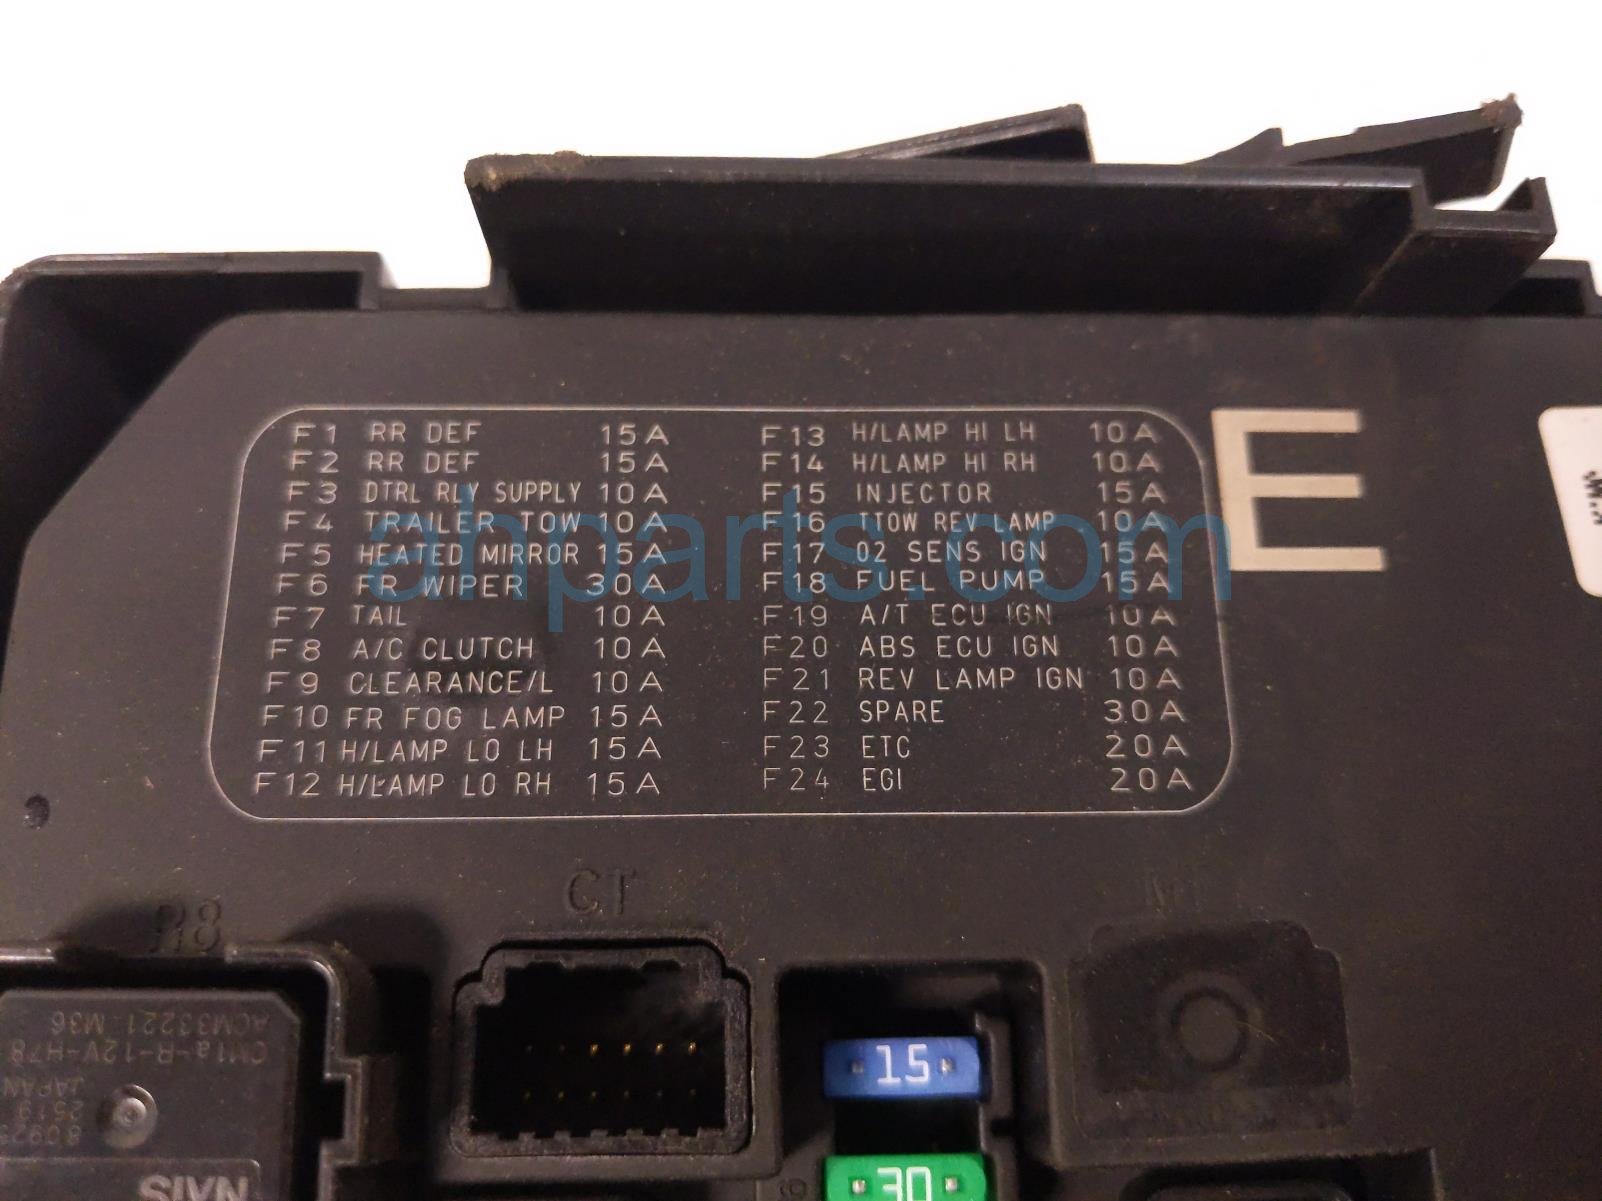 F1 RR DEF 15A
F2 RR DEF 15A
F3 DTRL RLY SUPPLY 10A
F4 TRAILER TOW 10A
F5 HEATED MIRROR 15A
F6 FR WIPER 30A
F7 TAIL 10A
F8 A/C CLUTCH 10A
F9 CLEARANCE/L 10A
F10 FR FOG LAMP 15A
F11 H/LAMP LO LH 15A
F12 H/LAMP LO RH 15A
F13 H/LAMP HI LH 10A
F14 H/LAMP HI RH 10A
F15 INJECTOR 15A
F16 TTOW REV LAMP 10A
F17 O2 SENS IGN 15A
F18 FUEL PUMP 15A
F19 A/T ECU IGN 10A
F20 ABS ECU IGN 10A
F21 REV LAMP IGN 10A
F22 SPARE 30A
F23 ETC 20A
F24 EGI 20A
E
ahparts.com
R8
CT
15
30
NAIS
JAPAN
CM1a-R-12V-H78
ACM33221 M36